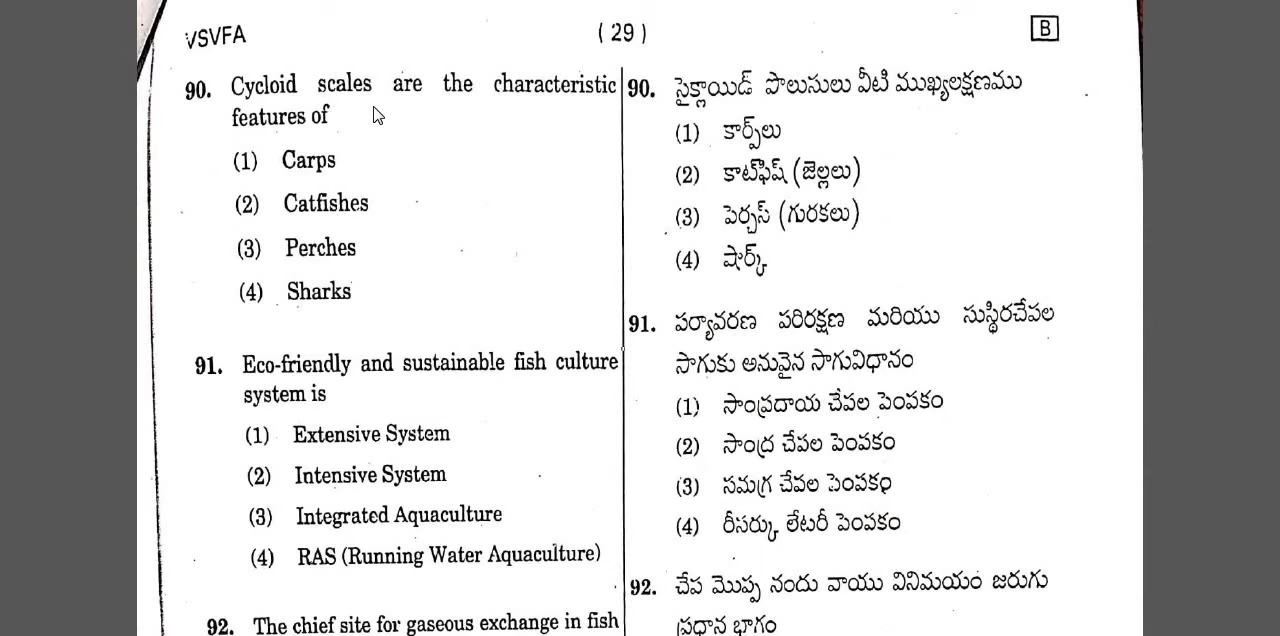 VSVFA
( 29 )
B
90. Cycloid scales are the characteristic
features of
(1) Carps
(2) Catfishes
(3) Perches
(4) Sharks
91. Eco-friendly and sustainable fish culture
system is
(1) Extensive System
(2) Intensive System
(3) Integrated Aquaculture
(4) RAS (Running Water Aquaculture)
92. The chief site for gaseous exchange in fish
90. సైక్లాయిడ్ పొలుసులు వీటి ముఖ్యలక్షణము
(1) కార్ప్‌లు
(2) కాట్‌ఫిష్ (జెల్లలు)
(3) పెర్చస్ (గురకలు)
(4) షార్క్
91. పర్యావరణ పరిరక్షణ మరియు సుస్థిరచేపల
సాగుకు అనువైన సాగువిధానం
(1) సాంప్రదాయ చేపల పెంపకం
(2) సాంద్ర చేపల పెంపకం
(3) సమగ్ర చేపల పెంపకం
(4) రీసర్కు లేటరీ పెంపకం
92. చేప మొప్ప నందు వాయు వినిమయం జరుగు
ప్రధాన భాగం